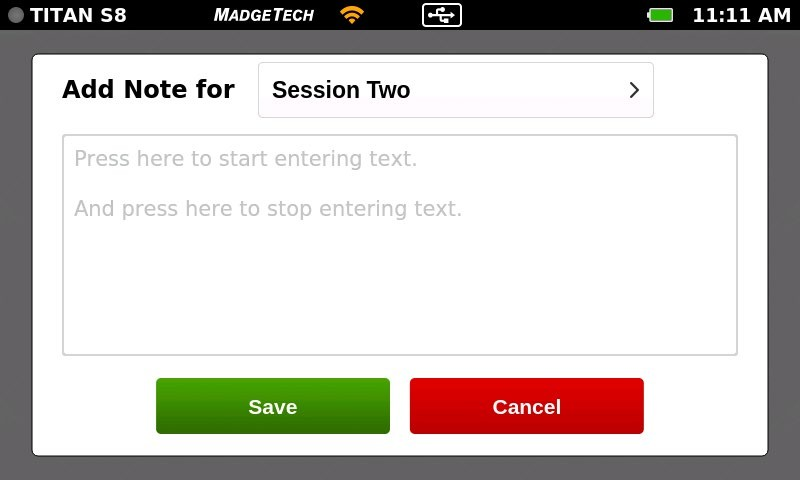 TITAN S8 MADGETECH 11:11 AM
Add Note for Session Two
Press here to start entering text.
And press here to stop entering text.
Save Cancel